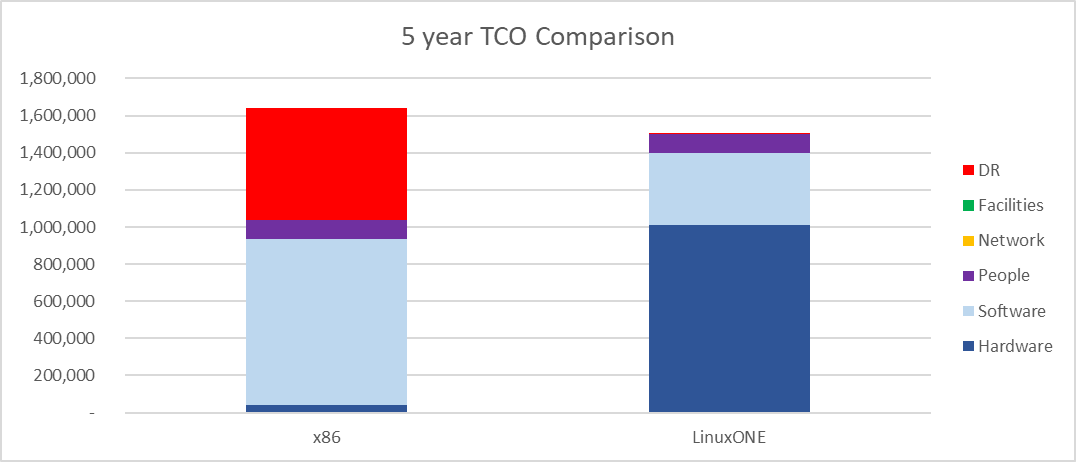 5 year TCO Comparison
1,800,000
1,600,000
1,400,000
1,200,000
1,000,000
800,000
600,000
400,000
200,000
-
x86
LinuxONE
DR
Facilities
Network
People
Software
Hardware